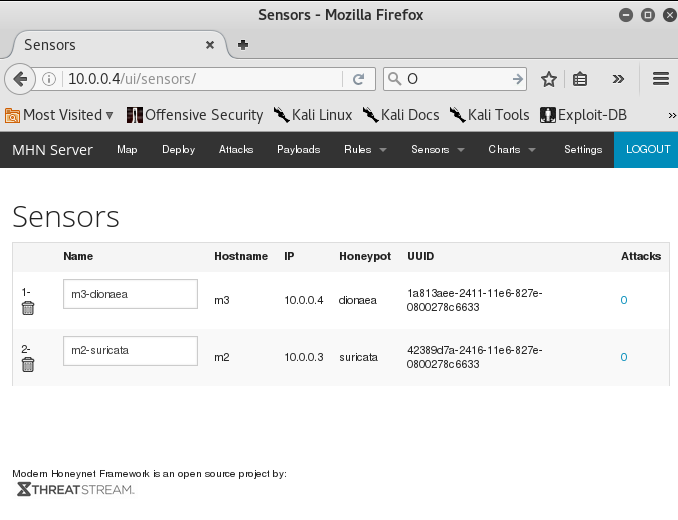 Sensors - Mozilla Firefox
Sensors
10.0.0.4/ui/sensors/ O
Most Visited Offensive Security Kali Linux Kali Docs Kali Tools Exploit-DB »
MHN Server Map Deploy Attacks Payloads Rules Sensors Charts Settings LOGOUT
Sensors
Name Hostname IP Honeypot UUID Attacks
1- m3-dionaea m3 10.0.0.4 dionaea 1a813aee-2411-11e6-827e- 0
0800278c6633
2- m2-suricata m2 10.0.0.3 suricata 42389d7a-2416-11e6-827e- 0
0800278c6633
Modern Honeynet Framework is an open source project by:
THREATSTREAM.